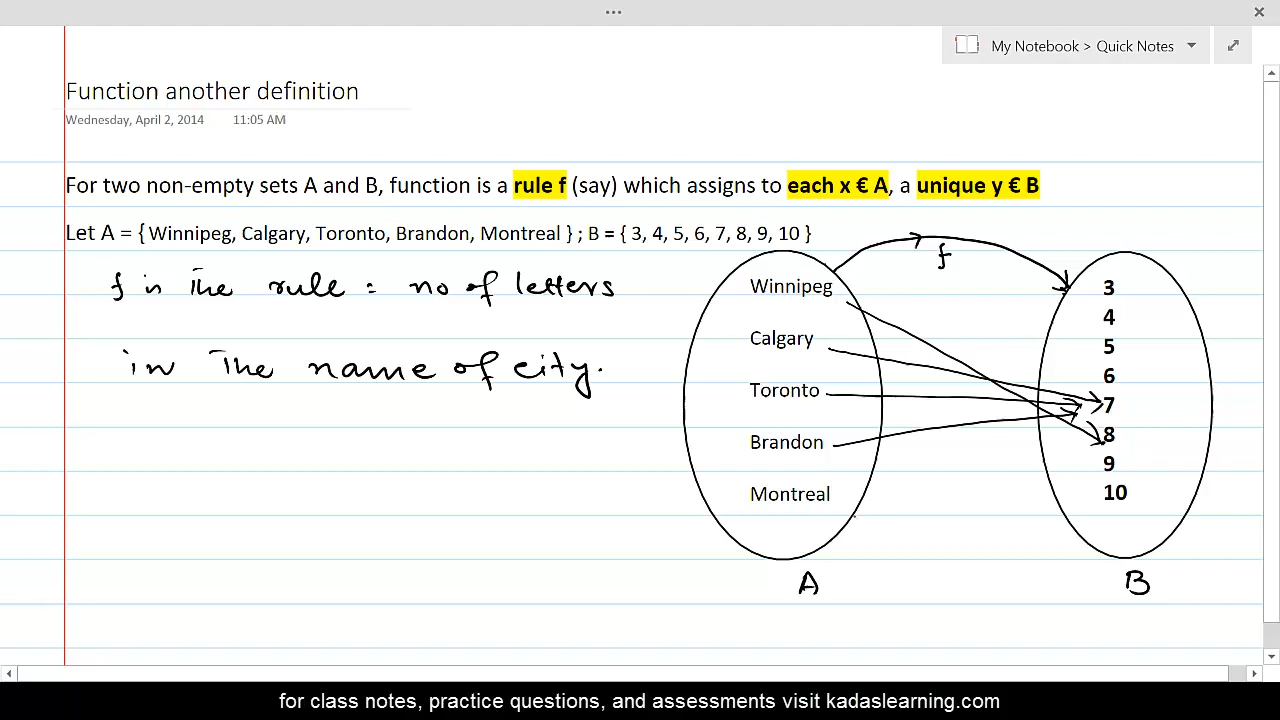 My Notebook > Quick Notes
Function another definition
Wednesday, April 2, 2014 11:05 AM
For two non-empty sets A and B, function is a rule f (say) which assigns to each x € A, a unique y € B
Let A = { Winnipeg, Calgary, Toronto, Brandon, Montreal } ; B = { 3, 4, 5, 6, 7, 8, 9, 10 }
f is The rule = no of letters
in The name of city.
f
Winnipeg
Calgary
Toronto
Brandon
Montreal
A
3
4
5
6
7
8
9
10
B
for class notes, practice questions, and assessments visit kadaslearning.com